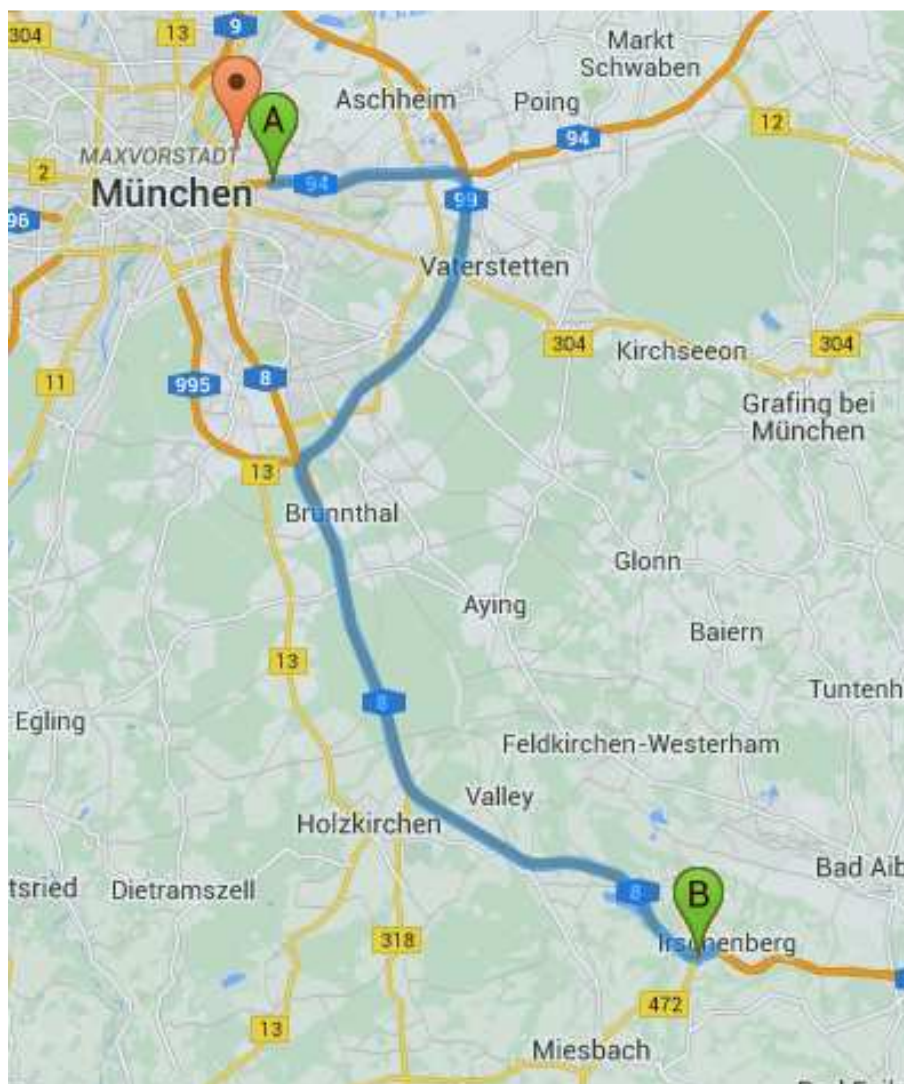 304
13
9
Markt
Schwaben
Aschheim
Poing
A
94
12
MAXVORSTADT
2
München
94
99
96
Vaterstetten
304
Kirchseeon
304
11
995
8
Grafing bei
München
13
Brunnthal
Glonn
Aying
Baiern
13
Tuntenh
8
Egling
Feldkirchen-Westerham
Valley
Holzkirchen
Bad Aib
tsried
Dietramszell
8
B
Irschenberg
318
472
13
Miesbach